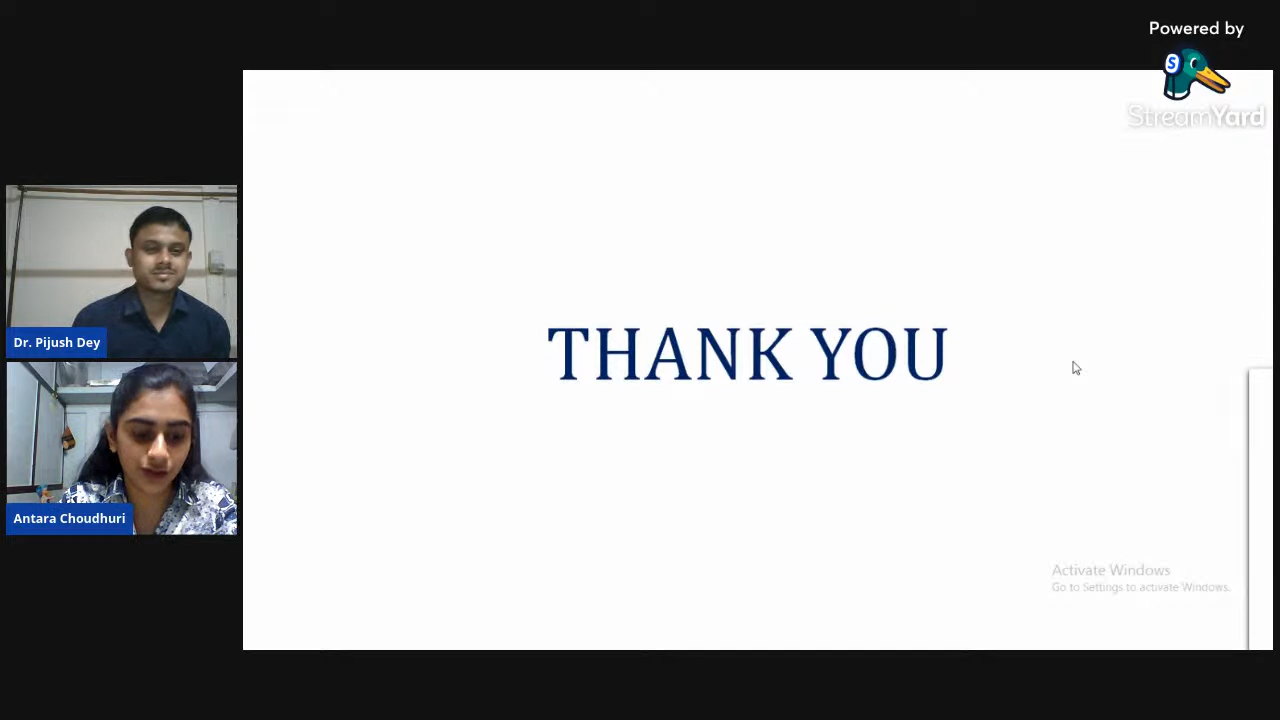 Powered by
S
StreamYard
Dr. Pijush Dey
THANK YOU
Antara Choudhuri
Activate Windows
Go to Settings to activate Windows.